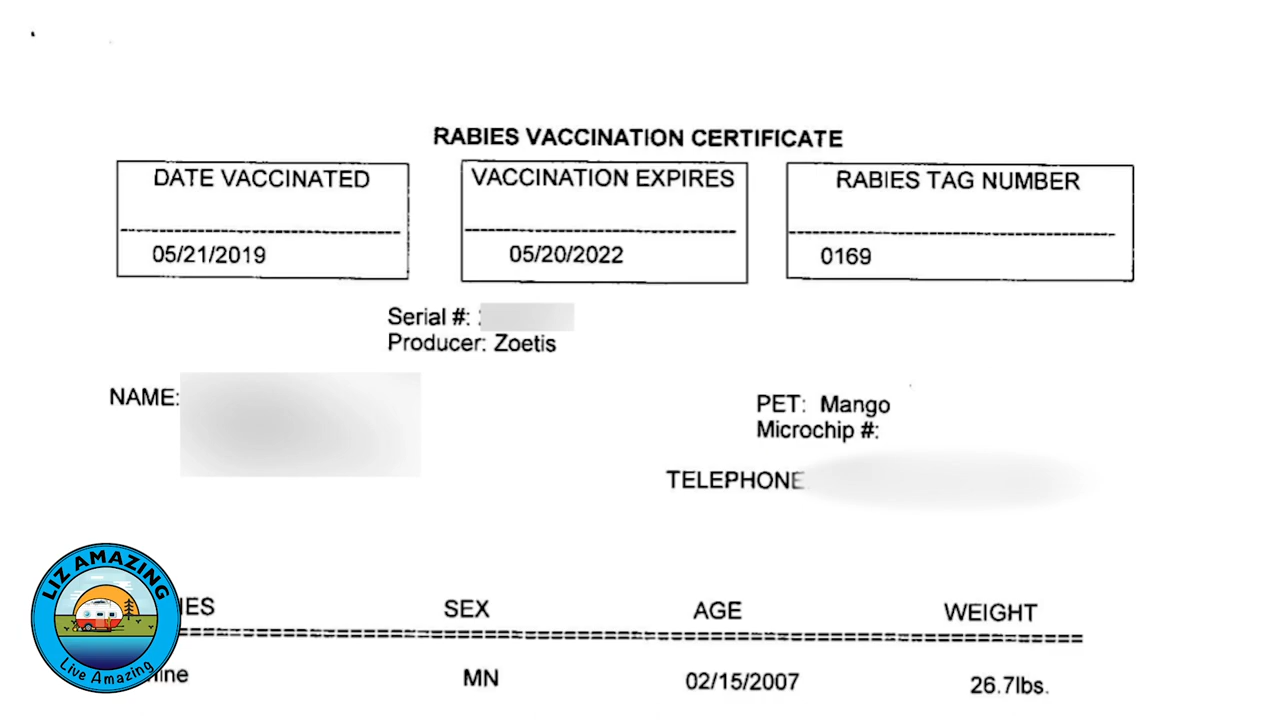 RABIES VACCINATION CERTIFICATE
DATE VACCINATED
05/21/2019
VACCINATION EXPIRES
05/20/2022
RABIES TAG NUMBER
0169
Serial #:
Producer: Zoetis
NAME:
PET: Mango
Microchip #:
TELEPHONE
IES SEX AGE WEIGHT
ine MN 02/15/2007 26.7lbs.
LIZ AMAZING
Live Amazing